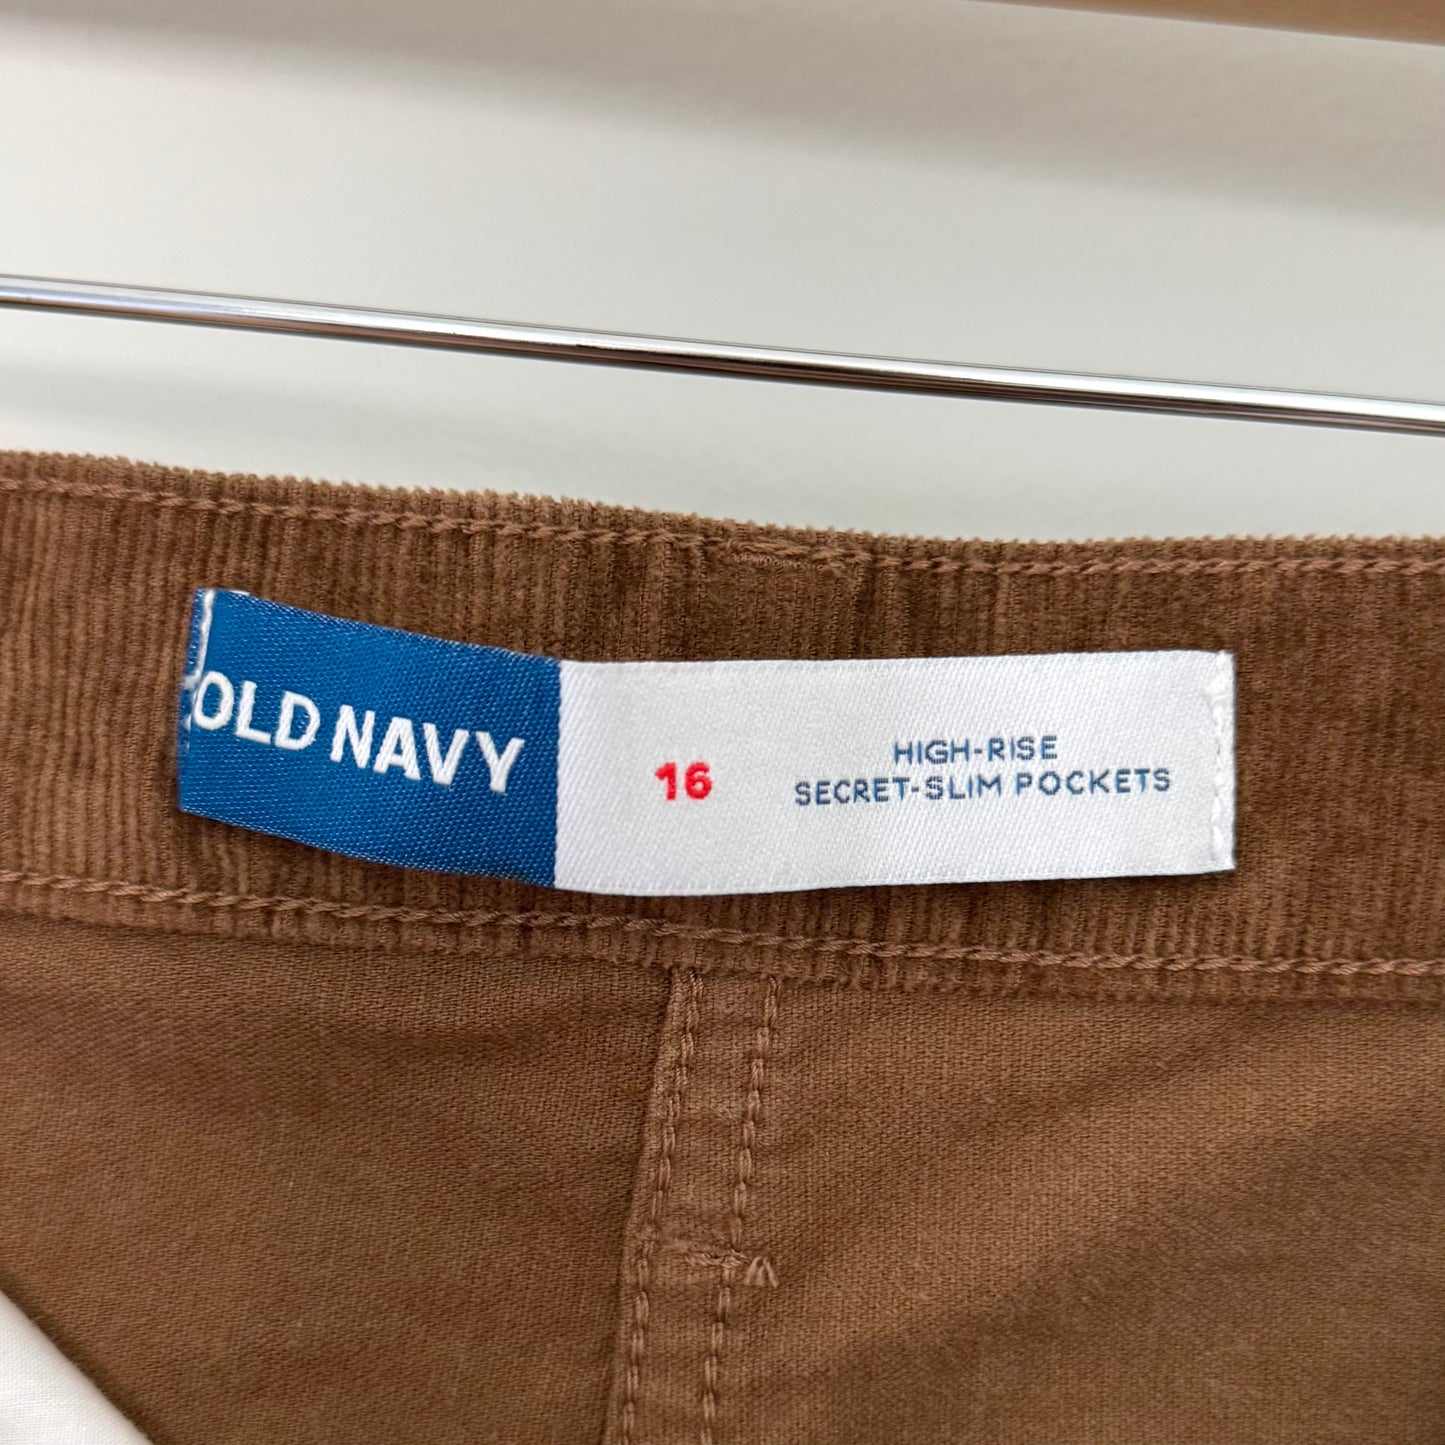 OLD NAVY
16
HIGH-RISE
SECRET-SLIM POCKETS